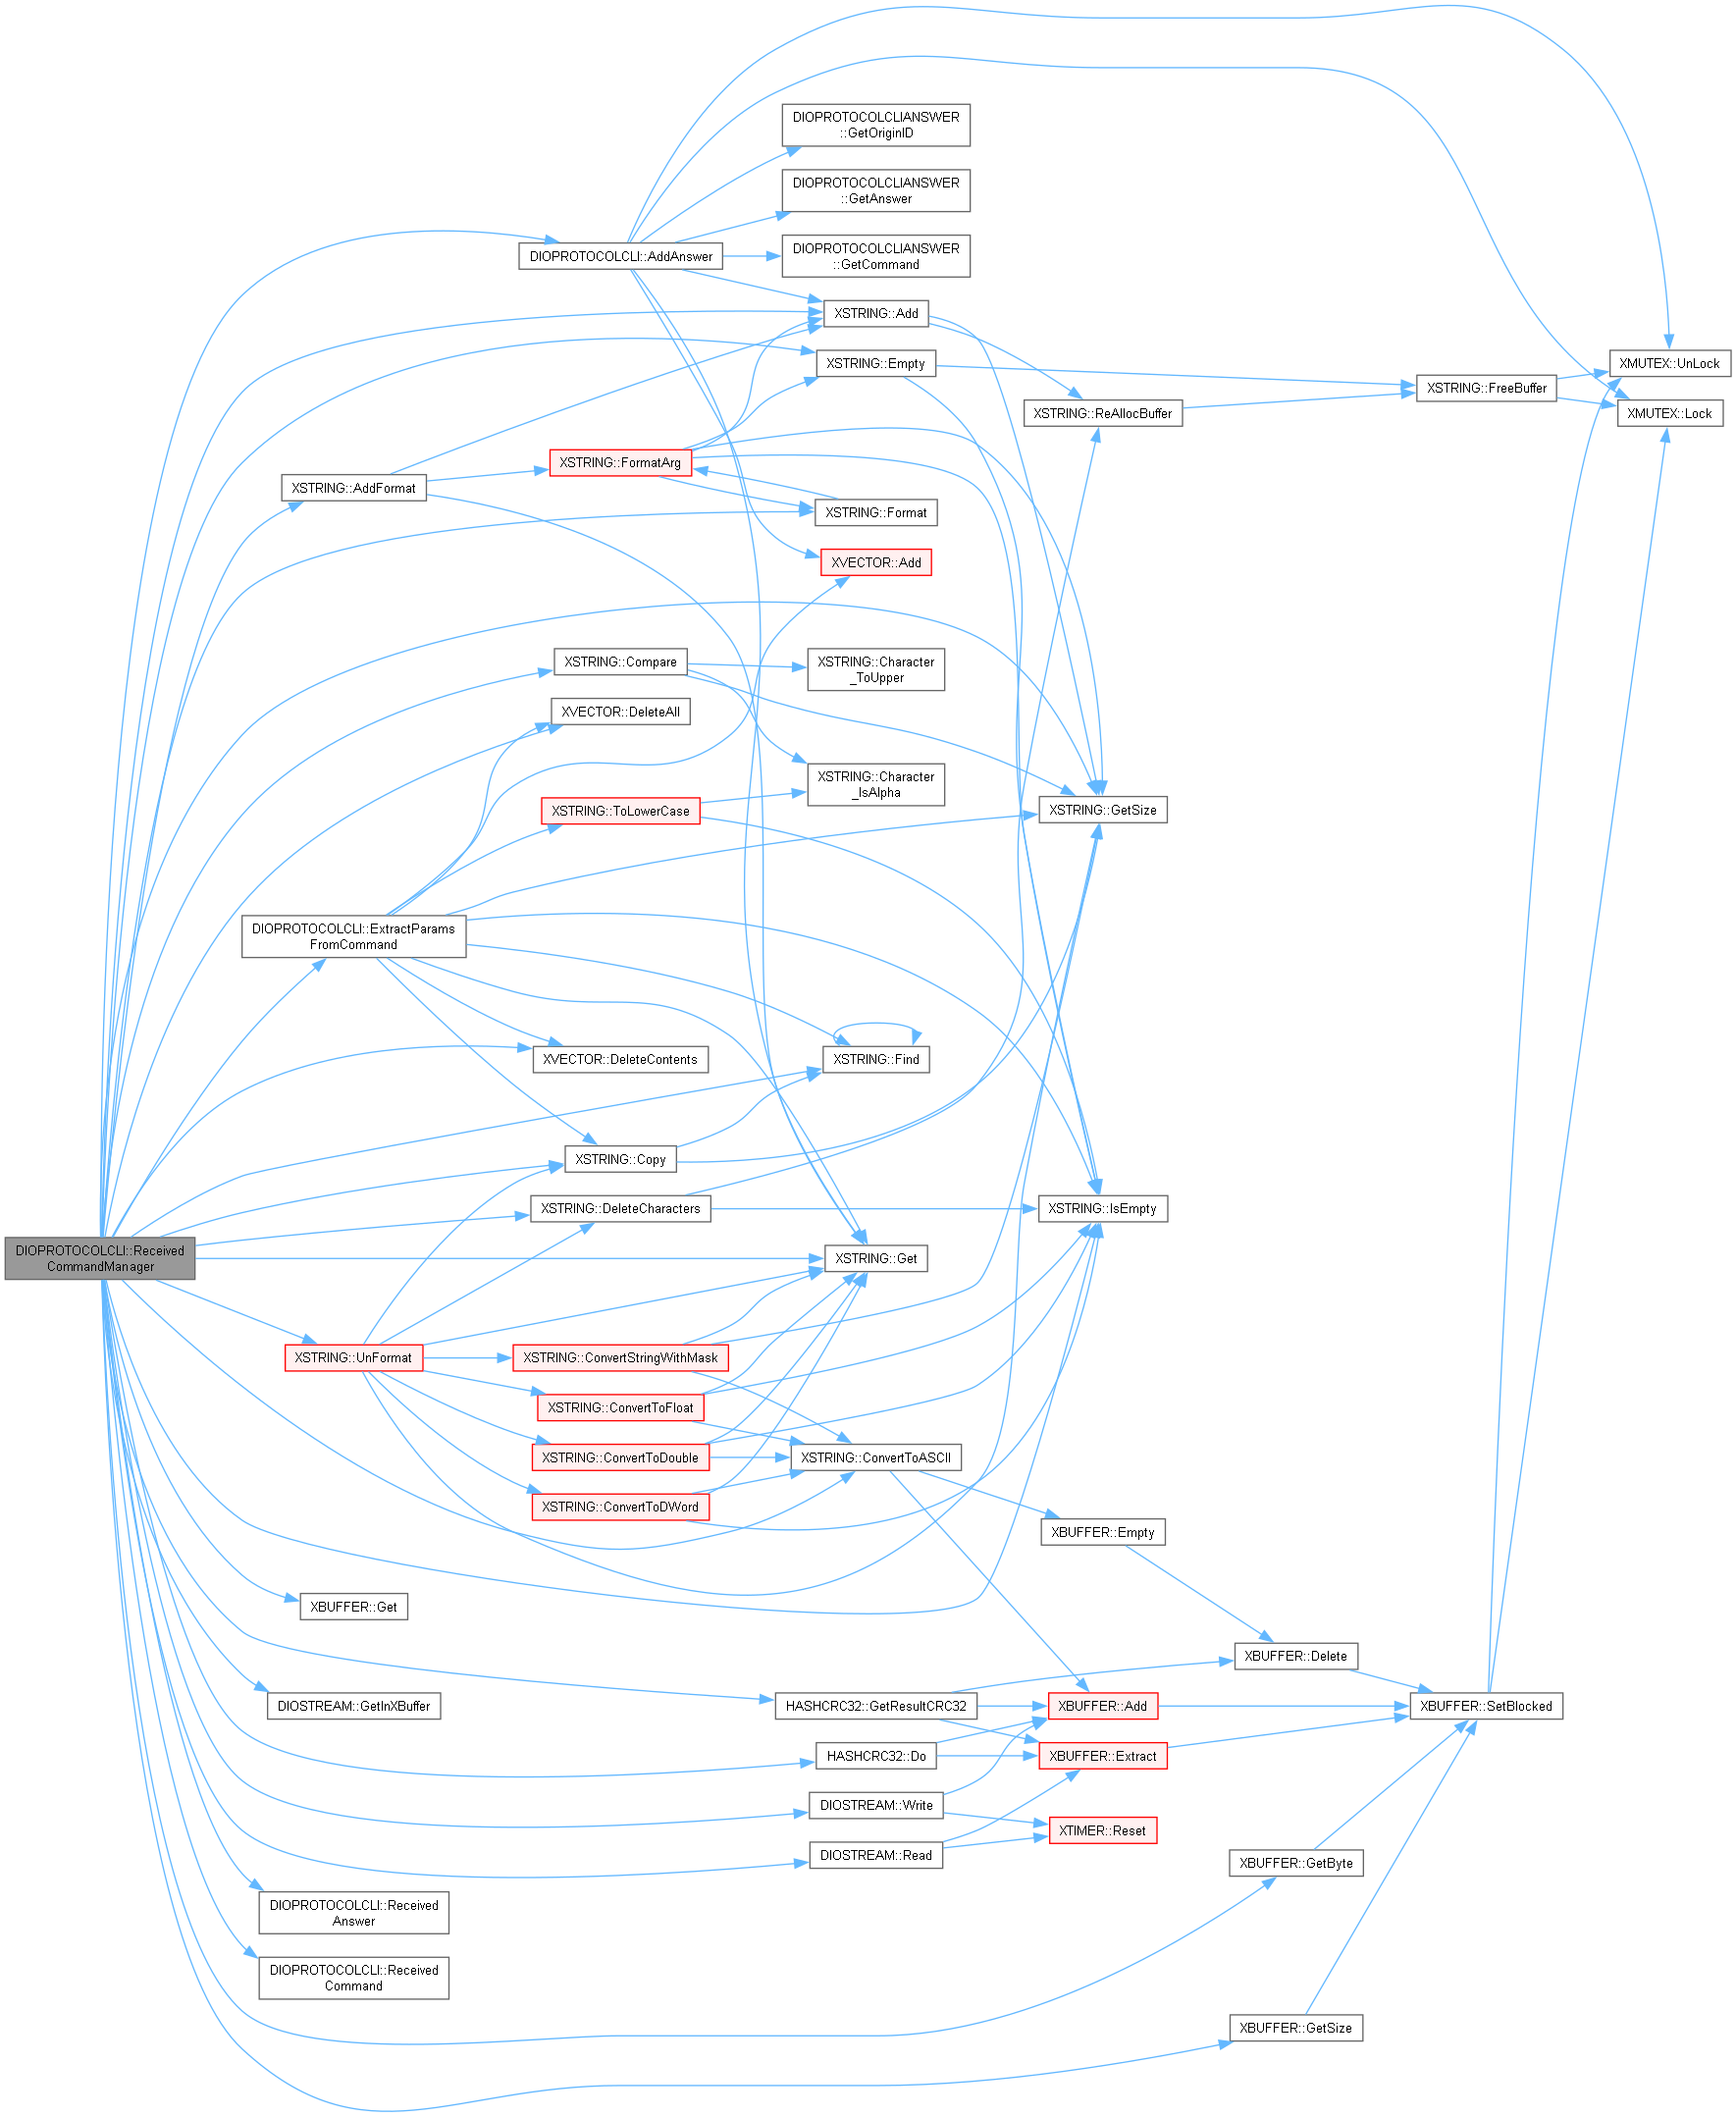 DIOPROTOCOLCLIANSWER
::GetOriginID
DIOPROTOCOLCLIANSWER
::GetAnswer
DIOPROTOCOLCLI::AddAnswer
DIOPROTOCOLCLIANSWER
::GetCommand
XSTRING::Add
XSTRING::Empty
XMUTEX::UnLock
XSTRING::FreeBuffer
XSTRING::ReAllocBuffer
XMUTEX::Lock
XSTRING::FormatArg
XSTRING::AddFormat
XSTRING::Format
XVECTOR::Add
XSTRING::Compare
XSTRING::Character
_ToUpper
XVECTOR::DeleteAll
XSTRING::Character
_IsAlpha
XSTRING::ToLowerCase
XSTRING::GetSize
DIOPROTOCOLCLI::ExtractParams
FromCommand
XVECTOR::DeleteContents
XSTRING::Find
XSTRING::Copy
XSTRING::DeleteCharacters
XSTRING::IsEmpty
DIOPROTOCOLCLI::Received
CommandManager
XSTRING::Get
XSTRING::UnFormat
XSTRING::ConvertStringWithMask
XSTRING::ConvertToFloat
XSTRING::ConvertToDouble
XSTRING::ConvertToASCII
XSTRING::ConvertToDWord
XBUFFER::Empty
XBUFFER::Get
XBUFFER::Delete
DIOSTREAM::GetInXBuffer
HASHCRC32::GetResultCRC32
XBUFFER::Add
XBUFFER::SetBlocked
HASHCRC32::Do
XBUFFER::Extract
DIOSTREAM::Write
XTIMER::Reset
DIOSTREAM::Read
XBUFFER::GetByte
DIOPROTOCOLCLI::Received
Answer
DIOPROTOCOLCLI::Received
Command
XBUFFER::GetSize